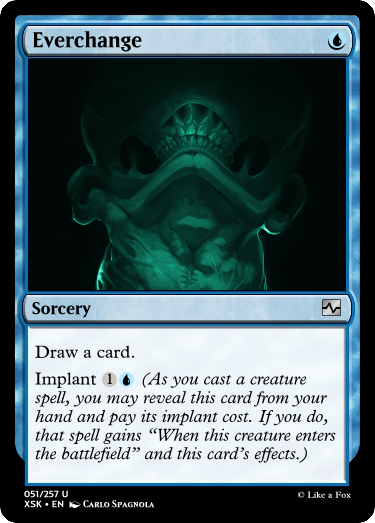 Everchange
Sorcery
Draw a card.
Implant 1 (As you cast a creature
spell, you may reveal this card from your
hand and pay its implant cost. If you do,
that spell gains “When this creature enters
the battlefield” and this card's effects.)
051/257 U
XSK • EN Carlo Spagnola
© Like a Fox